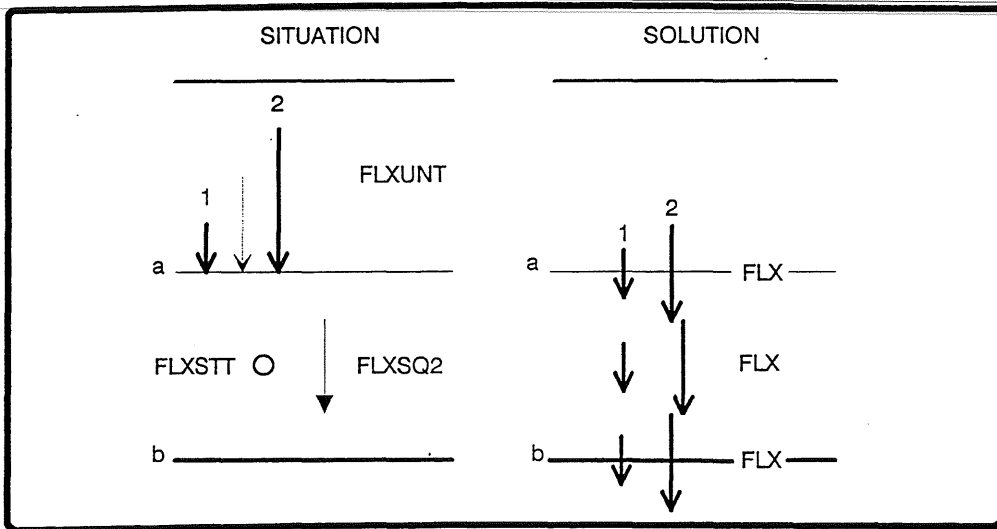 SITUATION SOLUTION
2
FLXUNT
1
2
1
a
a FLX
FLXSTT FLXSQ2 FLX
b
b FLX